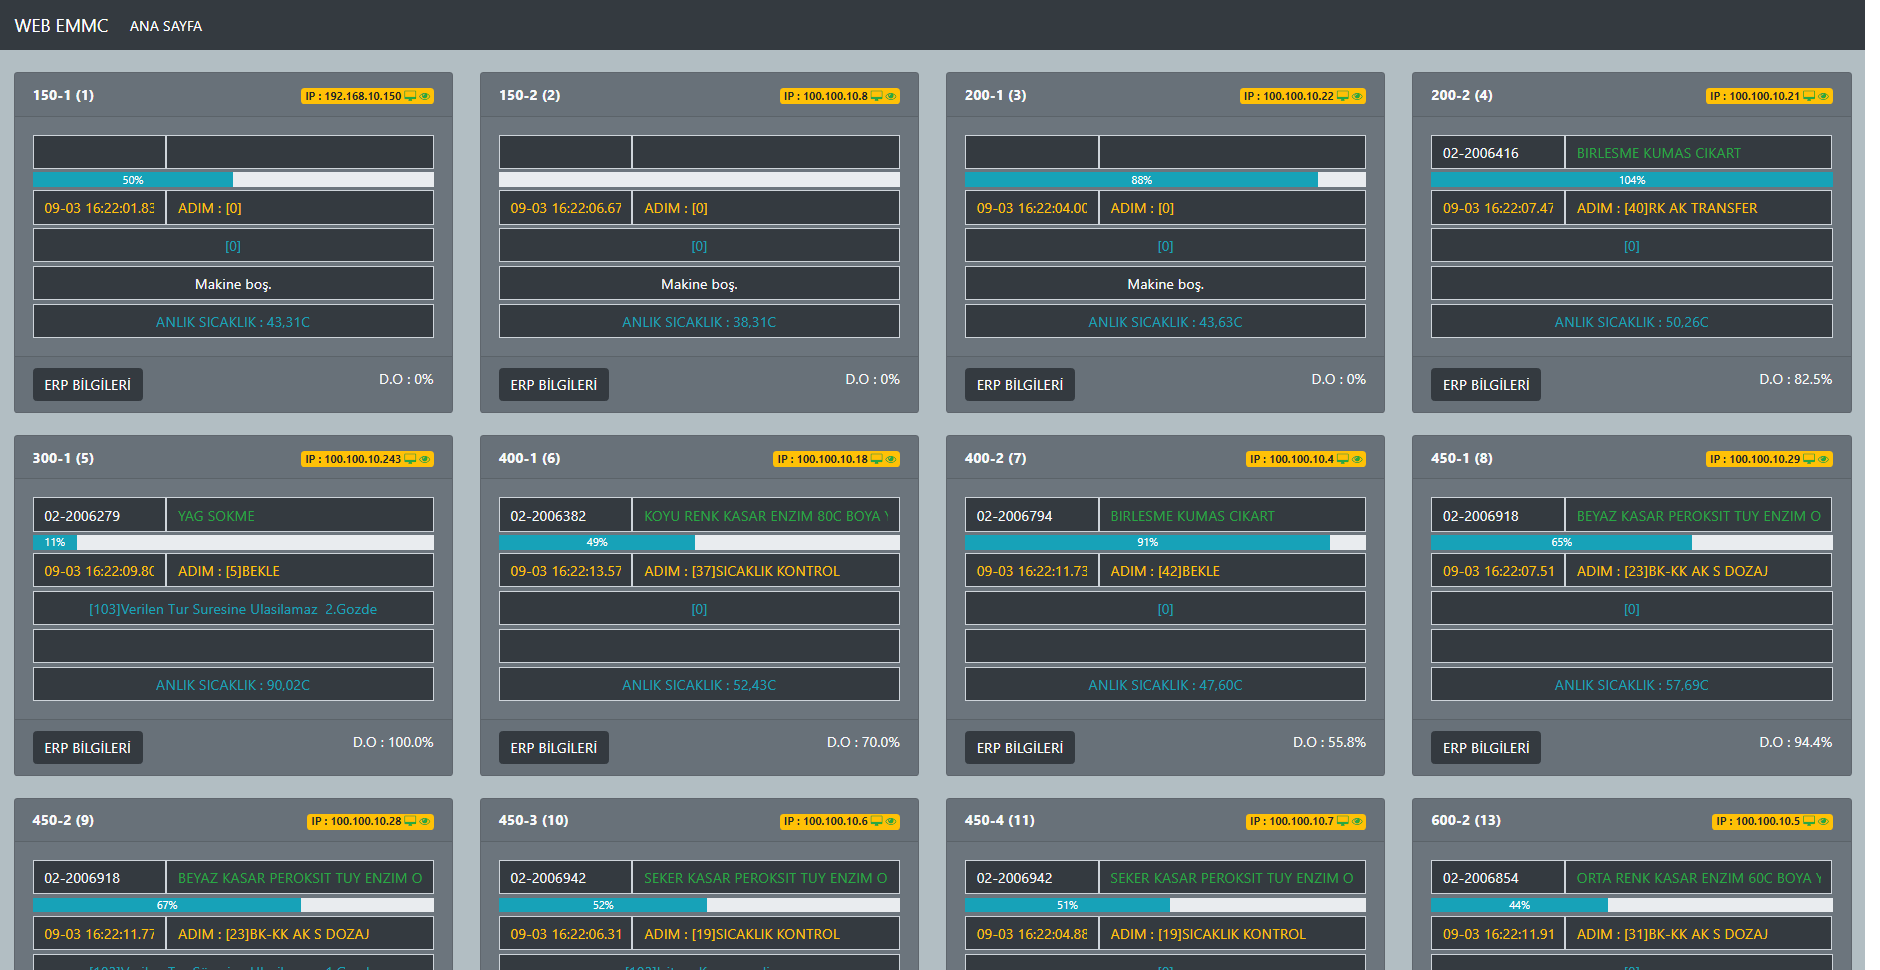 WEB EMMC ANA SAYFA
150-1 (1) IP : 192.168.10.150
50%
09-03 16:22:01.83 ADIM : [0]
[0]
Makine boş.
ANLIK SICAKLIK : 43,31C
ERP BİLGİLERİ D.O : 0%
150-2 (2) IP : 100.100.10.8
09-03 16:22:06.67 ADIM : [0]
[0]
Makine boş.
ANLIK SICAKLIK : 38,31C
ERP BİLGİLERİ D.O : 0%
200-1 (3) IP : 100.100.10.22
88%
09-03 16:22:04.00 ADIM : [0]
[0]
Makine boş.
ANLIK SICAKLIK : 43,63C
ERP BİLGİLERİ D.O : 0%
200-2 (4) IP : 100.100.10.21
02-2006416 BIRLESME KUMAS CIKART
104%
09-03 16:22:07.47 ADIM : [40]RK AK TRANSFER
[0]
ANLIK SICAKLIK : 50,26C
ERP BİLGİLERİ D.O : 82.5%
300-1 (5) IP : 100.100.10.243
02-2006279 YAG SOKME
11%
09-03 16:22:09.80 ADIM : [5]BEKLE
[103]Verilen Tur Suresine Ulasilamaz 2.Gozde
ANLIK SICAKLIK : 90,02C
ERP BİLGİLERİ D.O : 100.0%
400-1 (6) IP : 100.100.10.18
02-2006382 KOYU RENK KASAR ENZIM 80C BOYA Y
49%
09-03 16:22:13.57 ADIM : [37]SICAKLIK KONTROL
[0]
ANLIK SICAKLIK : 52,43C
ERP BİLGİLERİ D.O : 70.0%
400-2 (7) IP : 100.100.10.4
02-2006794 BIRLESME KUMAS CIKART
91%
09-03 16:22:11.73 ADIM : [42]BEKLE
[0]
ANLIK SICAKLIK : 47,60C
ERP BİLGİLERİ D.O : 55.8%
450-1 (8) IP : 100.100.10.29
02-2006918 BEYAZ KASAR PEROKSIT TUY ENZIM O
65%
09-03 16:22:07.51 ADIM : [23]BK-KK AK S DOZAJ
[0]
ANLIK SICAKLIK : 57,69C
ERP BİLGİLERİ D.O : 94.4%
450-2 (9) IP : 100.100.10.28
02-2006918 BEYAZ KASAR PEROKSIT TUY ENZIM O
67%
09-03 16:22:11.77 ADIM : [23]BK-KK AK S DOZAJ
450-3 (10) IP : 100.100.10.6
02-2006942 SEKER KASAR PEROKSIT TUY ENZIM O
52%
09-03 16:22:06.31 ADIM : [19]SICAKLIK KONTROL
450-4 (11) IP : 100.100.10.7
02-2006942 SEKER KASAR PEROKSIT TUY ENZIM O
51%
09-03 16:22:04.88 ADIM : [19]SICAKLIK KONTROL
[0]
600-2 (13) IP : 100.100.10.5
02-2006854 ORTA RENK KASAR ENZIM 60C BOYA Y
44%
09-03 16:22:11.91 ADIM : [31]BK-KK AK S DOZAJ
[0]